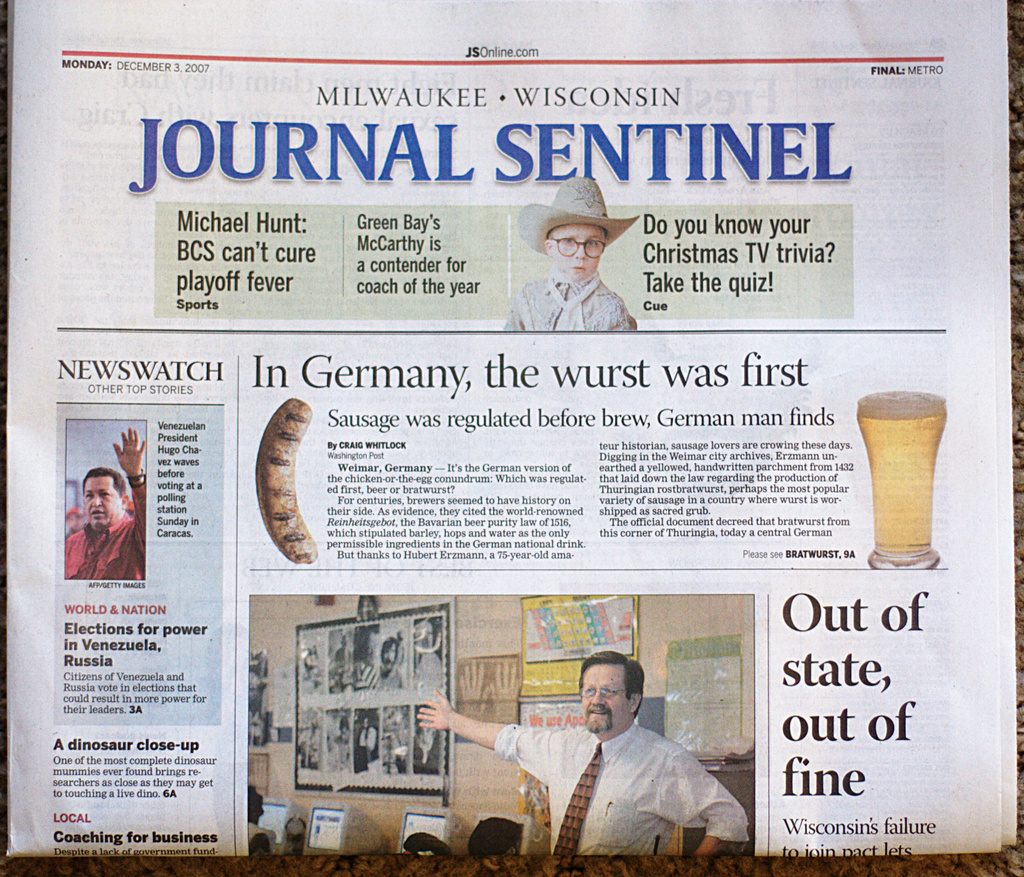 JSOnline.com
MONDAY: DECEMBER 3, 2007
FINAL: METRO
MILWAUKEE • WISCONSIN
JOURNAL SENTINEL
Michael Hunt:
BCS can't cure
playoff fever
Sports
Green Bay's
McCarthy is
a contender for
coach of the year
Do you know your
Christmas TV trivia?
Take the quiz!
Cue
NEWSWATCH
OTHER TOP STORIES
Venezuelan
President
Hugo Cha-
vez waves
before
voting at a
polling
station
Sunday in
Caracas.
AFP/GETTY IMAGES
WORLD & NATION
Elections for power
in Venezuela,
Russia
Citizens of Venezuela and
Russia vote in elections that
could result in more power for
their leaders. 3A
A dinosaur close-up
One of the most complete dinosaur
mummies ever found brings re-
searchers as close as they may get
to touching a live dino. 6A
LOCAL
Coaching for business
Despite a lack of government fund-
In Germany, the wurst was first
Sausage was regulated before brew, German man finds
By CRAIG WHITLOCK
Washington Post
Weimar, Germany — It's the German version of
the chicken-or-the-egg conundrum: Which was regulat-
ed first, beer or bratwurst?
For centuries, brewers seemed to have history on
their side. As evidence, they cited the world-renowned
Reinheitsgebot, the Bavarian beer purity law of 1516,
which stipulated barley, hops and water as the only
permissible ingredients in the German national drink.
But thanks to Hubert Erzmann, a 75-year-old ama-
teur historian, sausage lovers are crowing these days.
Digging in the Weimar city archives, Erzmann un-
earthed a yellowed, handwritten parchment from 1432
that laid down the law regarding the production of
Thuringian rostbratwurst, perhaps the most popular
variety of sausage in a country where wurst is wor-
shipped as sacred grub.
The official document decreed that bratwurst from
this corner of Thuringia, today a central German
Please see BRATWURST, 9A
We use
Out of
state,
out of
fine
Wisconsin's failure
to join pact lets